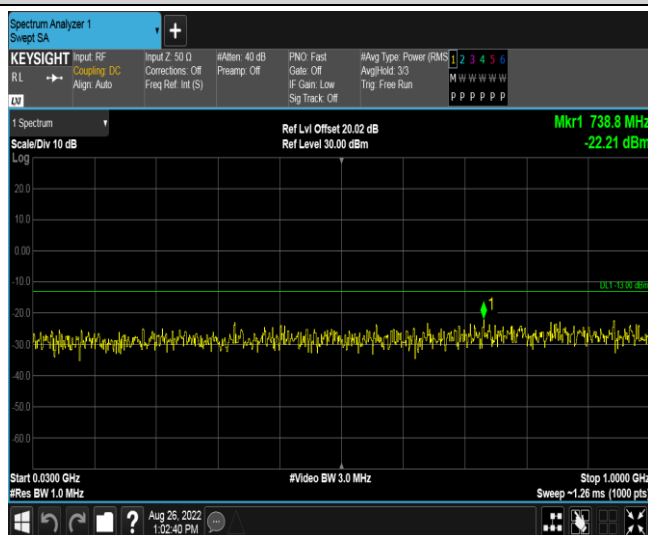 Spectrum Analyzer 1
Swept SA
+
KEYSIGHT
RL
LXI
Input: RF
Coupling: DC
Align: Auto
Input Z: 50 Ω
Corrections: Off
Freq Ref: Int (S)
#Atten: 40 dB
Preamp: Off
PNO: Fast
Gate: Off
IF Gain: Low
Sig Track: Off
#Avg Type: Power (RMS
Avg|Hold: 3/3
Trig: Free Run
1 2 3 4 5 6
M W W W W W
P P P P P P
1 Spectrum
Scale/Div 10 dB
Ref Lvl Offset 20.02 dB
Ref Level 30.00 dBm
Mkr1 738.8 MHz
-22.21 dBm
Log
20.0
10.0
0.00
-10.0
DL1 -13.00 dBm
1
-20.0
-30.0
-40.0
-50.0
-60.0
Start 0.0300 GHz
#Res BW 1.0 MHz
#Video BW 3.0 MHz
Stop 1.0000 GHz
Sweep ~1.26 ms (1000 pts)
?
Aug 26, 2022
1:02:40 PM